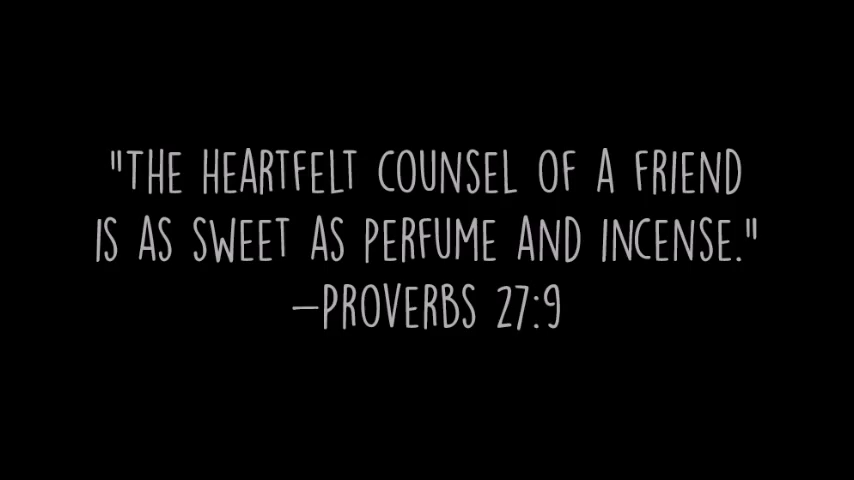 "THE HEARTFELT COUNSEL OF A FRIEND
IS AS SWEET AS PERFUME AND INCENSE."
–PROVERBS 27:9